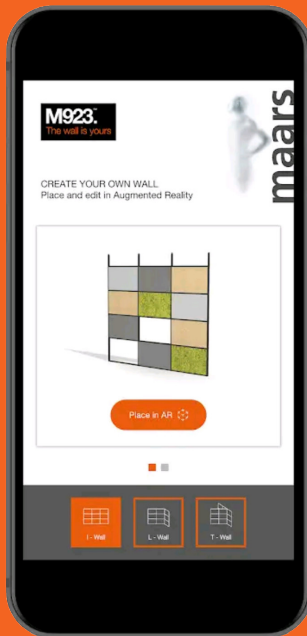 M923.™
The wall is yours
maars
CREATE YOUR OWN WALL
Place and edit in Augmented Reality
Place in AR
I - Wall
L - Wall
T - Wall